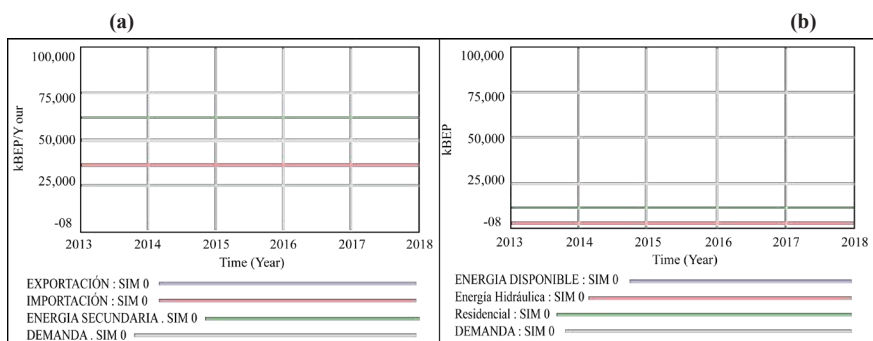 (a)
(b)
100,000
75,000
50,000
25,000
-08
kBEP/Y our
2013 2014 2015 2016 2017 2018
Time (Year)
EXPORTACIÓN : SIM 0
IMPORTACIÓN : SIM 0
ENERGIA SECUNDARIA . SIM 0
DEMANDA . SIM 0
100,000
75,000
50,000
25,000
-08
kBEP
2013 2014 2015 2016 2017 2018
Time (Year)
ENERGIA DISPONIBLE : SIM 0
Energía Hidráulica : SIM 0
Residencial : SIM 0
DEMANDA : SIM 0